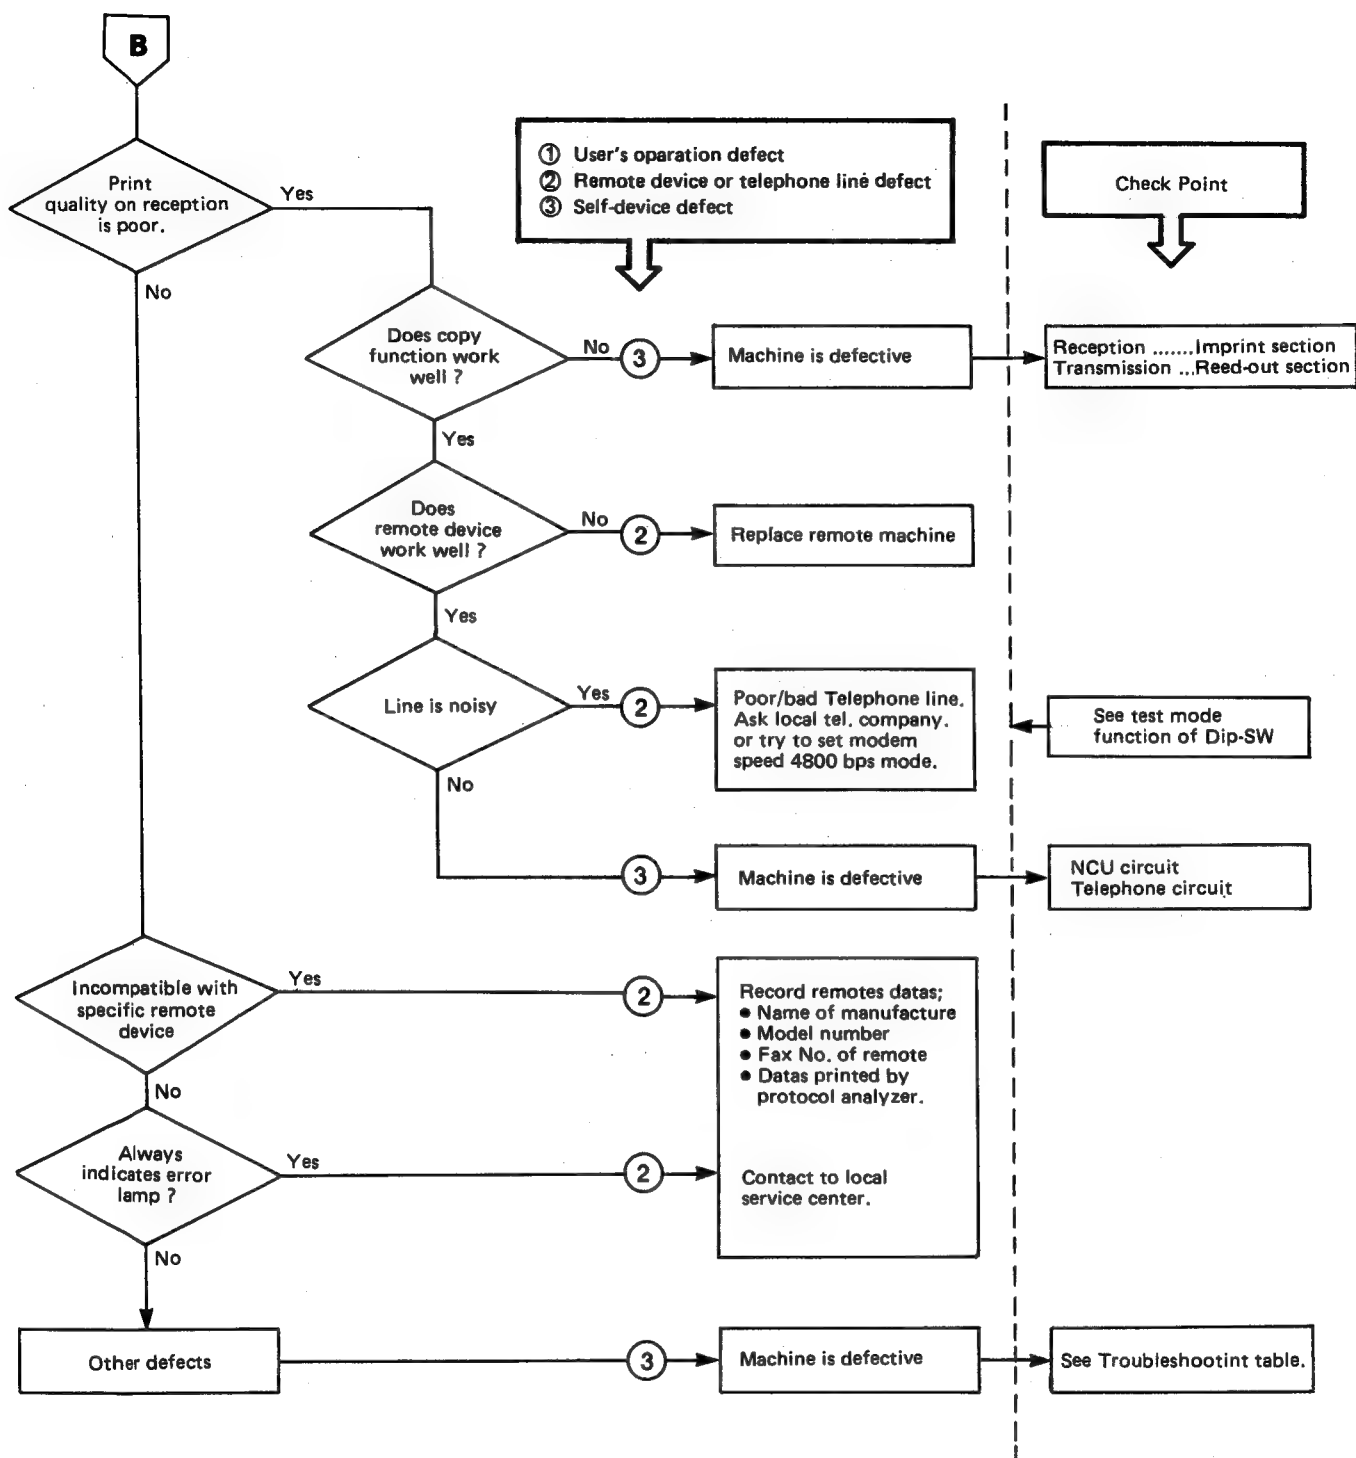 B
① User's oparation defect
② Remote device or telephone line defect
③ Self-device defect
Check Point
Print
quality on reception
is poor.
Yes
No
Does copy
function work
well ?
No
3
Machine is defective
Reception .......Imprint section
Transmission ...Reed-out section
Yes
Does
remote device
work well ?
No
2
Replace remote machine
Yes
Line is noisy
Yes
2
Poor/bad Telephone line.
Ask local tel. company.
or try to set modem
speed 4800 bps mode.
See test mode
function of Dip-SW
No
3
Machine is defective
NCU circuit
Telephone circuit
Incompatible with
specific remote
device
Yes
2
Record remotes datas;
● Name of manufacture
● Model number
● Fax No. of remote
● Datas printed by
protocol analyzer.
No
Always
indicates error
lamp ?
Yes
2
Contact to local
service center.
No
Other defects
3
Machine is defective
See Troubleshootint table.